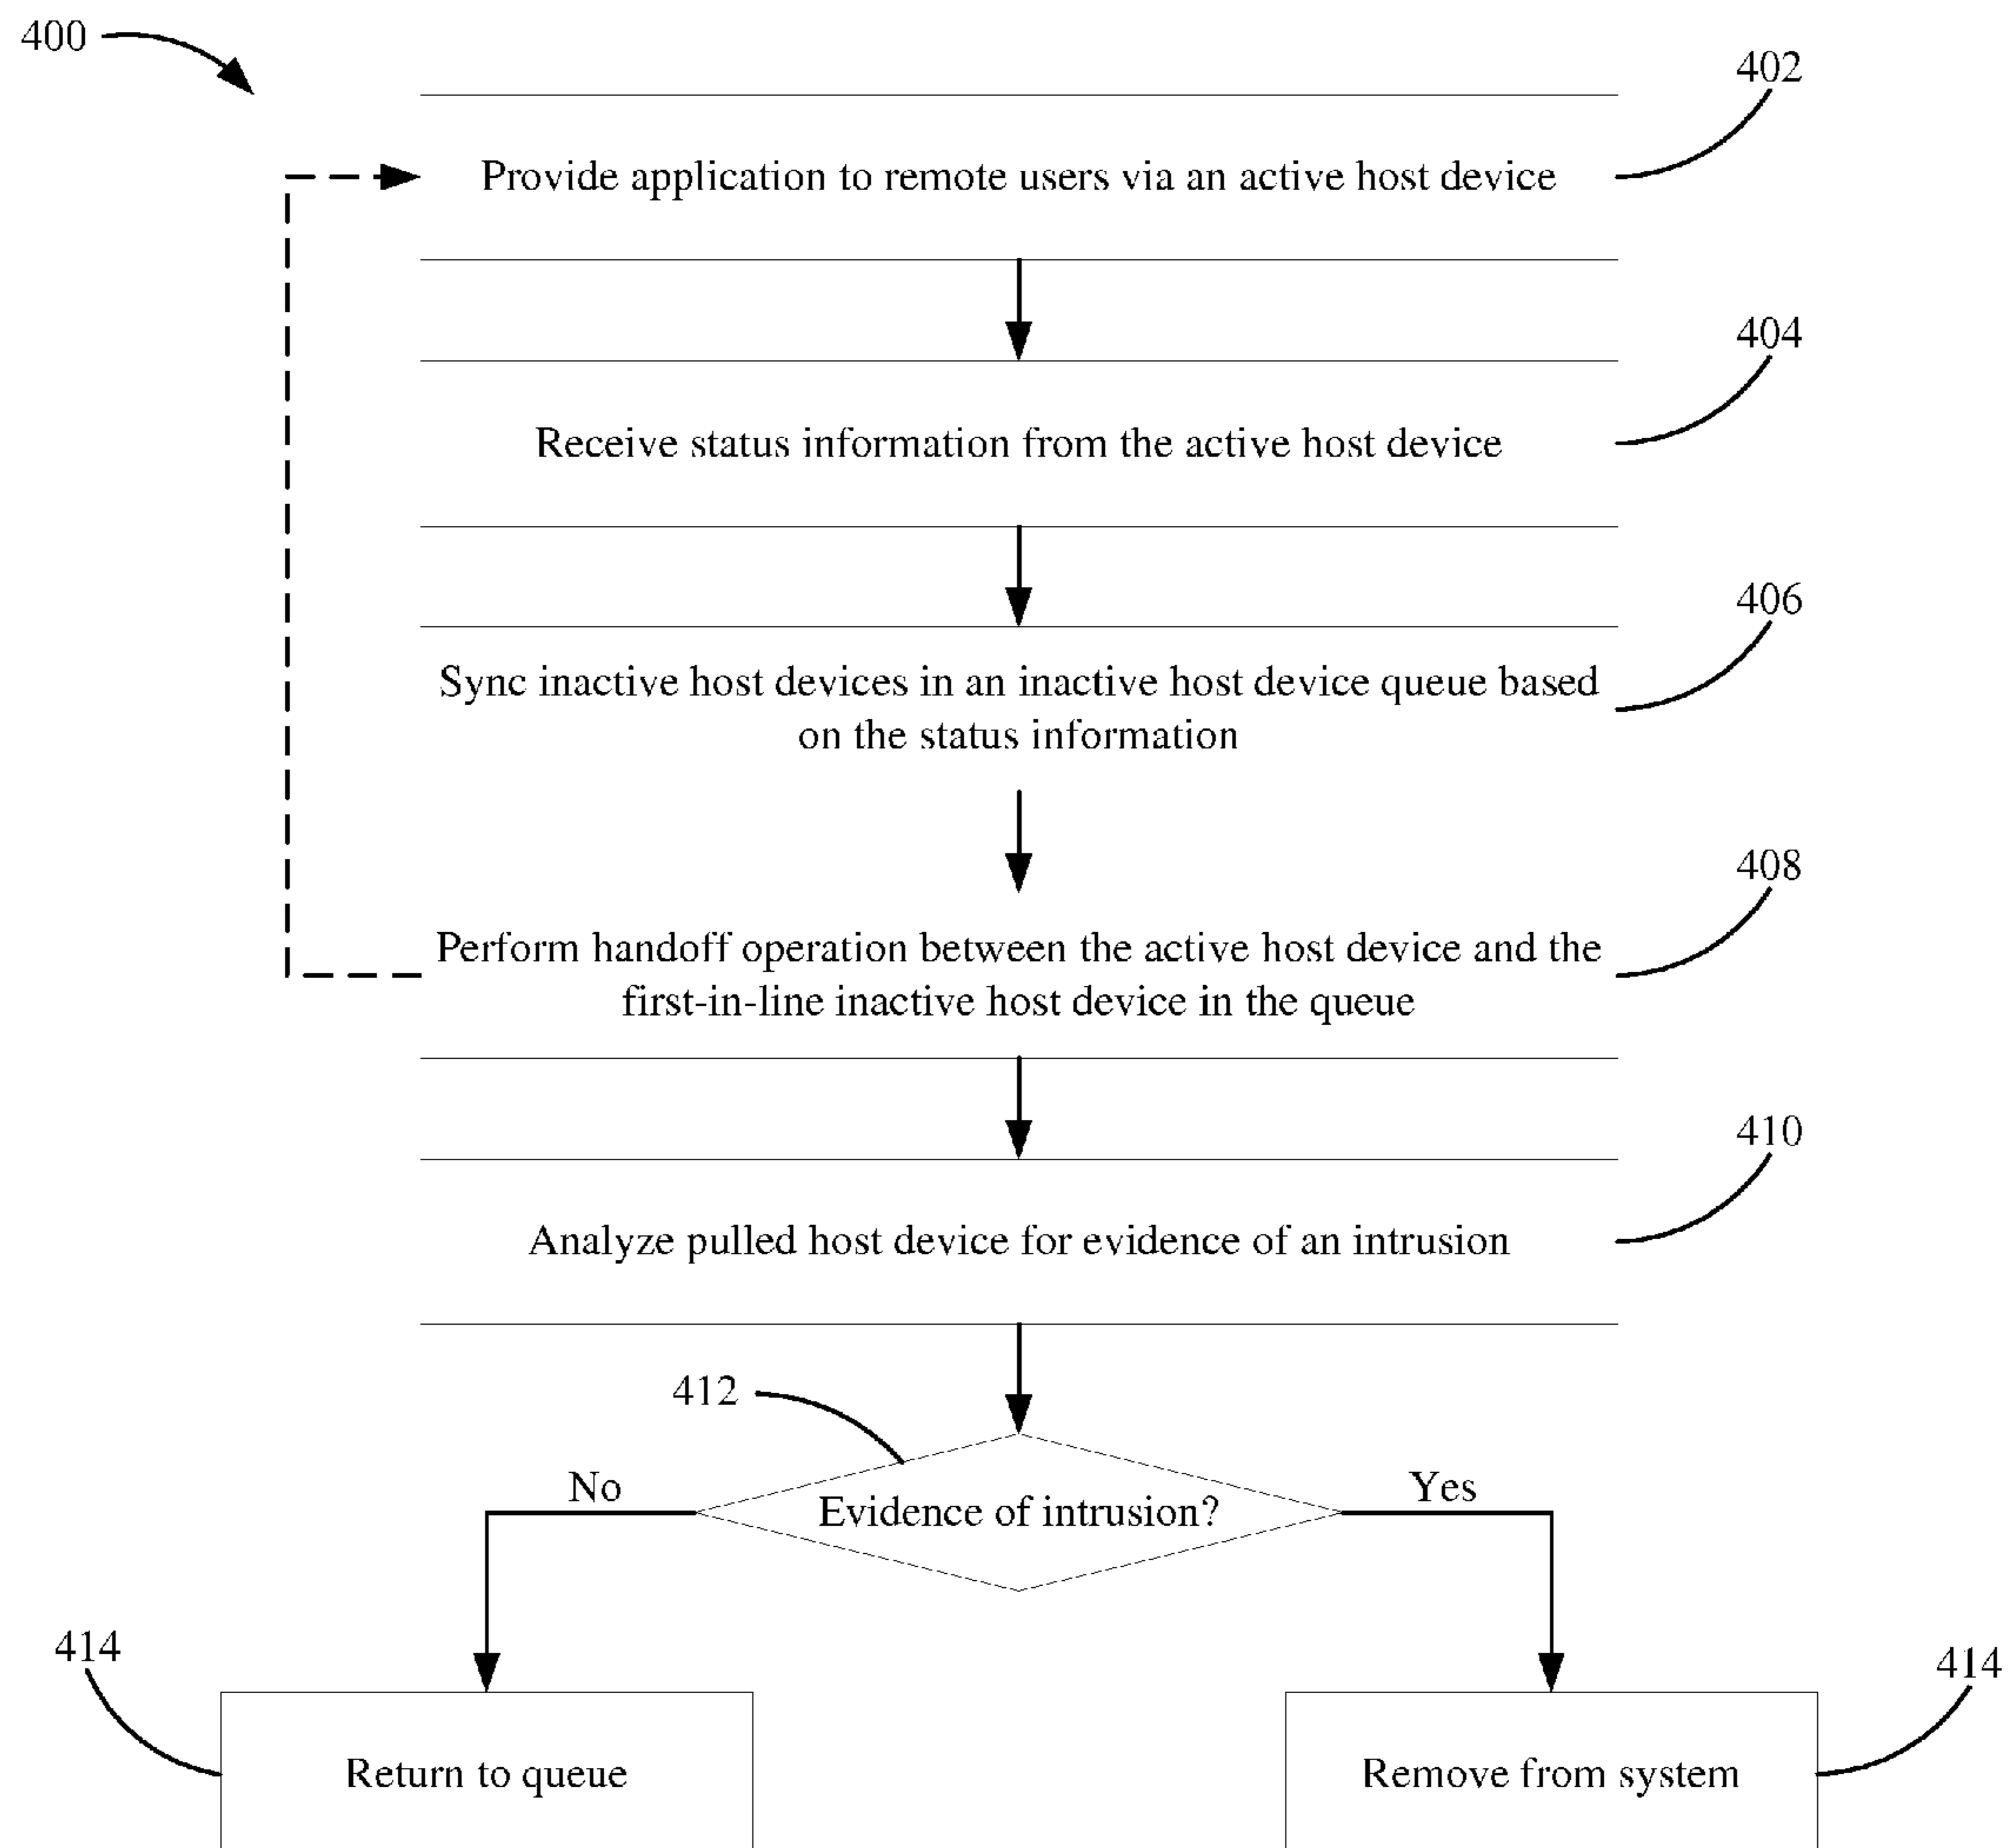 400
402
Provide application to remote users via an active host device
404
Receive status information from the active host device
406
Sync inactive host devices in an inactive host device queue based
on the status information
408
Perform handoff operation between the active host device and the
first-in-line inactive host device in the queue
410
Analyze pulled host device for evidence of an intrusion
412
No
Evidence of intrusion?
Yes
414
414
Return to queue
Remove from system